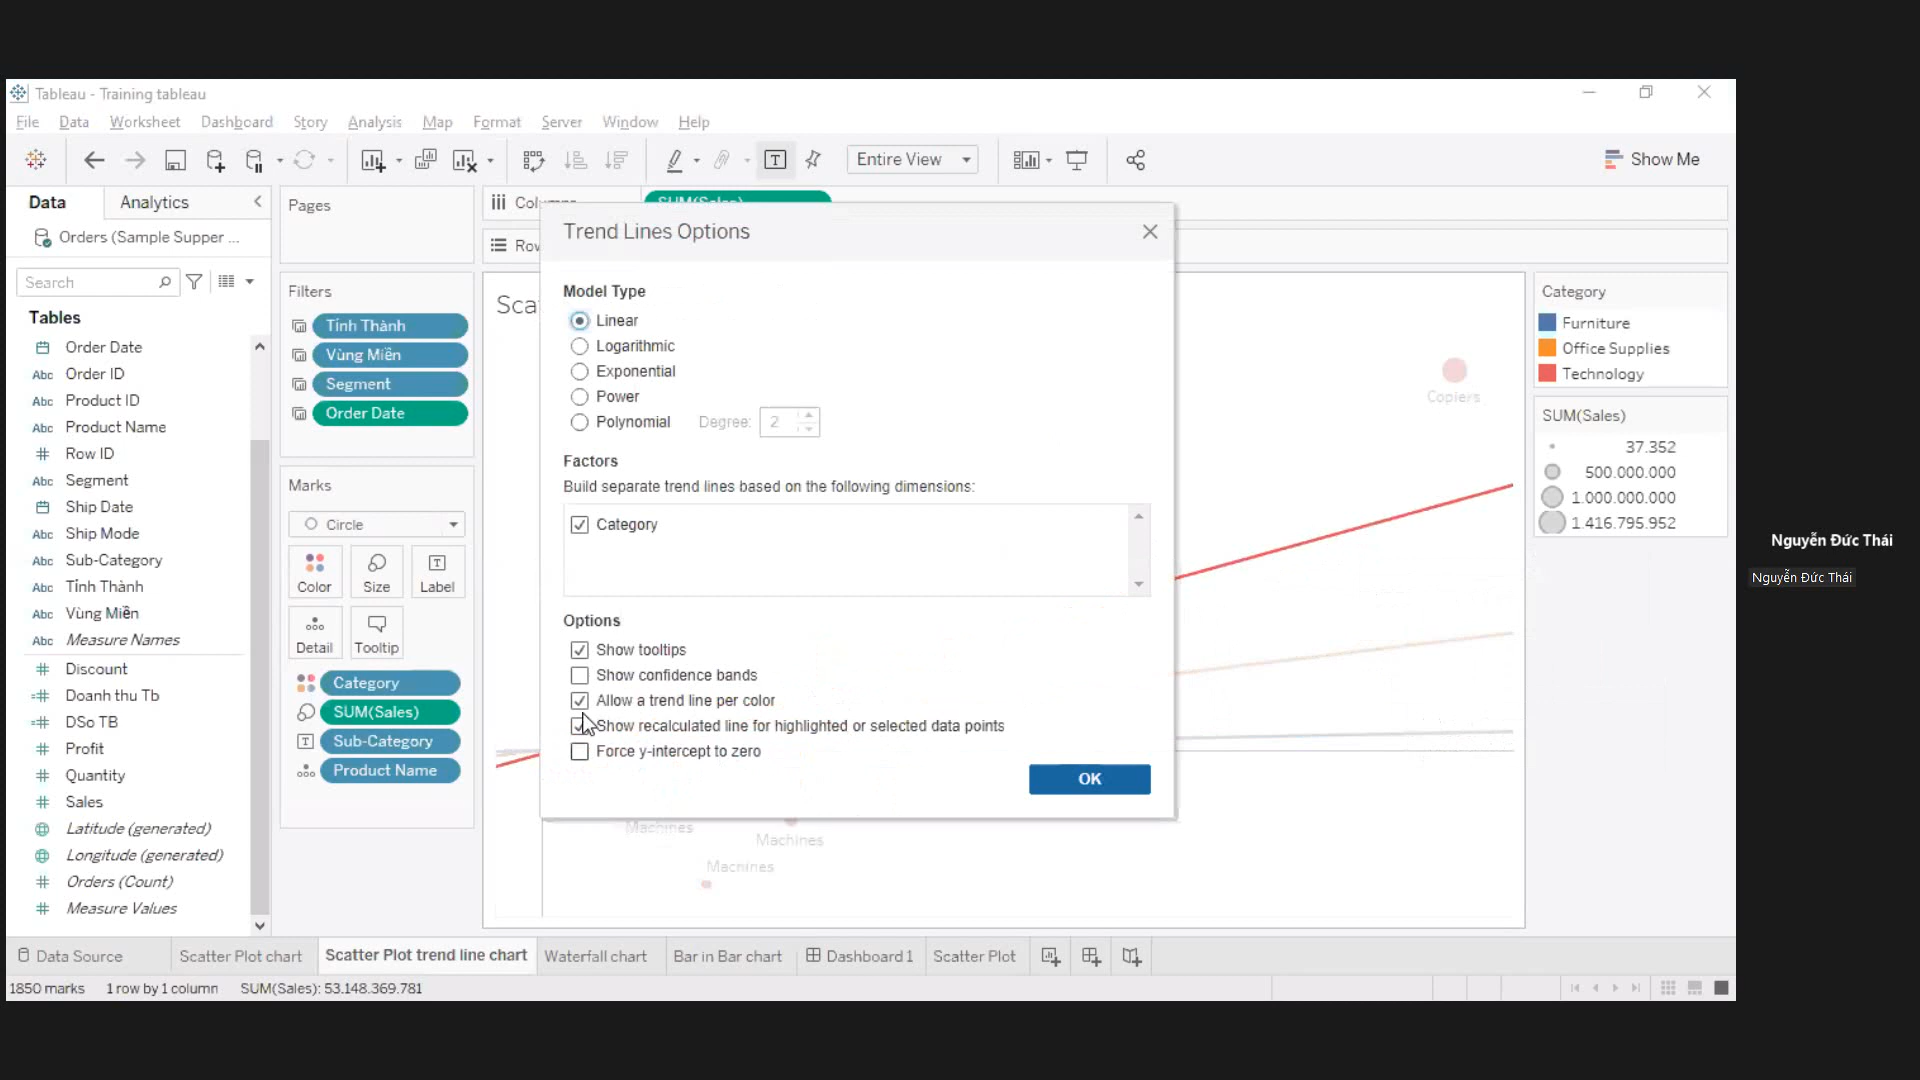 Tableau - Training tableau
File Data Worksheet Dashboard Story Analysis Map Format Server Window Help
Entire View
Show Me
Data Analytics
Pages
Columns
SUM(Sales)
Orders (Sample Supper ...
Trend Lines Options
Search
Filters
Tables
Order Date
Order ID
Product ID
Product Name
Row ID
Segment
Ship Date
Ship Mode
Sub-Category
Tỉnh Thành
Vùng Miền
Measure Names
Discount
Doanh thu Tb
DSo TB
Profit
Quantity
Sales
Latitude (generated)
Longitude (generated)
Orders (Count)
Measure Values
Tỉnh Thành
Vùng Miền
Segment
Order Date
Marks
Circle
Color Size Label
Detail Tooltip
Category
SUM(Sales)
Sub-Category
Product Name
Model Type
Linear
Logarithmic
Exponential
Power
Polynomial Degree: 2
Factors
Build separate trend lines based on the following dimensions:
Category
Options
Show tooltips
Show confidence bands
Allow a trend line per color
Show recalculated line for highlighted or selected data points
Force y-intercept to zero
OK
Copiers
Machines
Machines
Machines
Category
Furniture
Office Supplies
Technology
SUM(Sales)
37.352
500.000.000
1.000.000.000
1.416.795.952
Nguyễn Đức Thái
Nguyễn Đức Thái
Data Source Scatter Plot chart Scatter Plot trend line chart Waterfall chart Bar in Bar chart Dashboard 1 Scatter Plot
1850 marks 1 row by 1 column SUM(Sales): 53.148.369.781